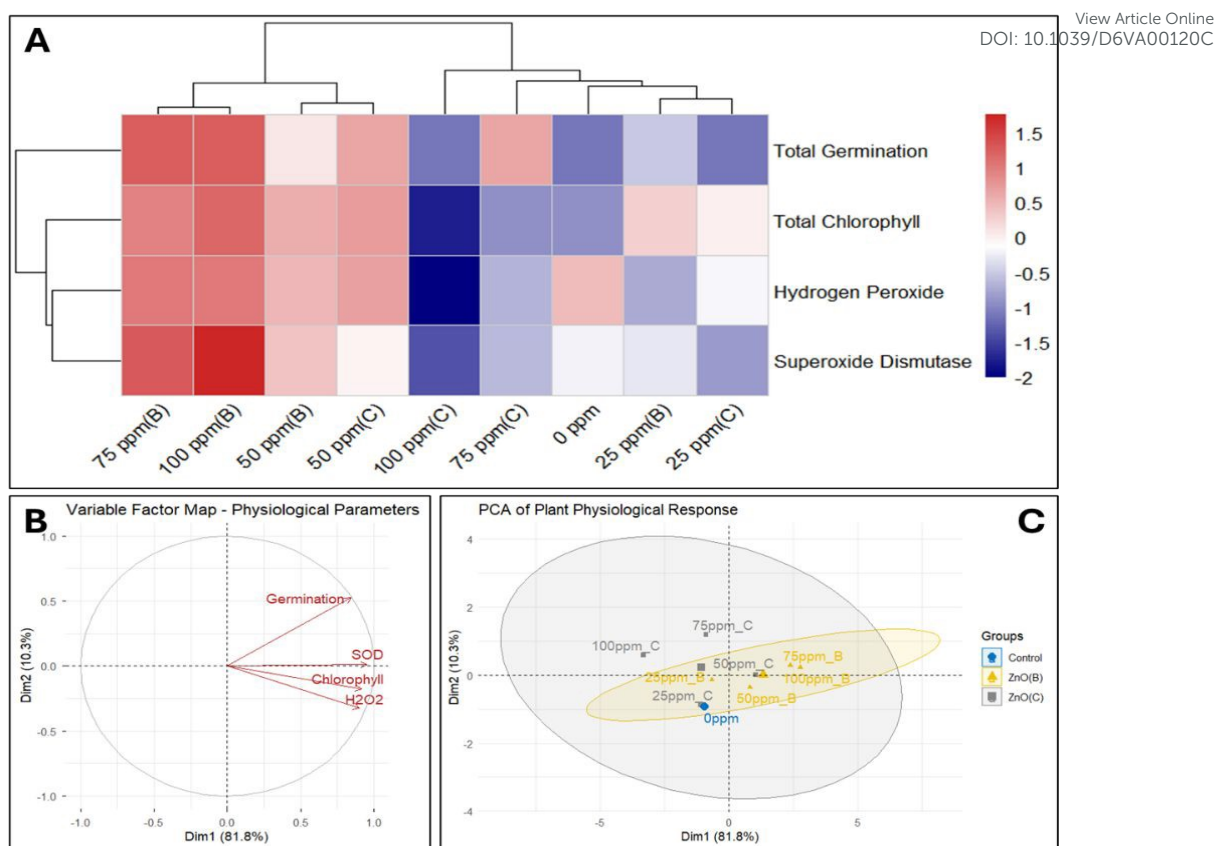 View Article Online
DOI: 10.1039/D6VA00120C
A
Total Germination
Total Chlorophyll
Hydrogen Peroxide
Superoxide Dismutase
1.5
1
0.5
0
-0.5
-1
-1.5
-2
75 ppm(B)
100 ppm(B)
50 ppm(B)
50 ppm(C)
100 ppm(C)
75 ppm(C)
0 ppm
25 ppm(B)
25 ppm(C)
B
Variable Factor Map - Physiological Parameters
Dim2 (10.3%)
1.0
0.5
0.0
-0.5
-1.0
Germination
SOD
Chlorophyll
H2O2
-1.0
-0.5
0.0
0.5
1.0
Dim1 (81.8%)
PCA of Plant Physiological Response
C
Dim2 (10.3%)
4
2
0
-2
-4
75ppm_C
100ppm_C
50ppm_C
75ppm_B
25ppm_B
100ppm_B
25ppm_C
50ppm_B
0ppm
-5
0
5
Dim1 (81.8%)
Groups
Control
ZnO(B)
ZnO(C)